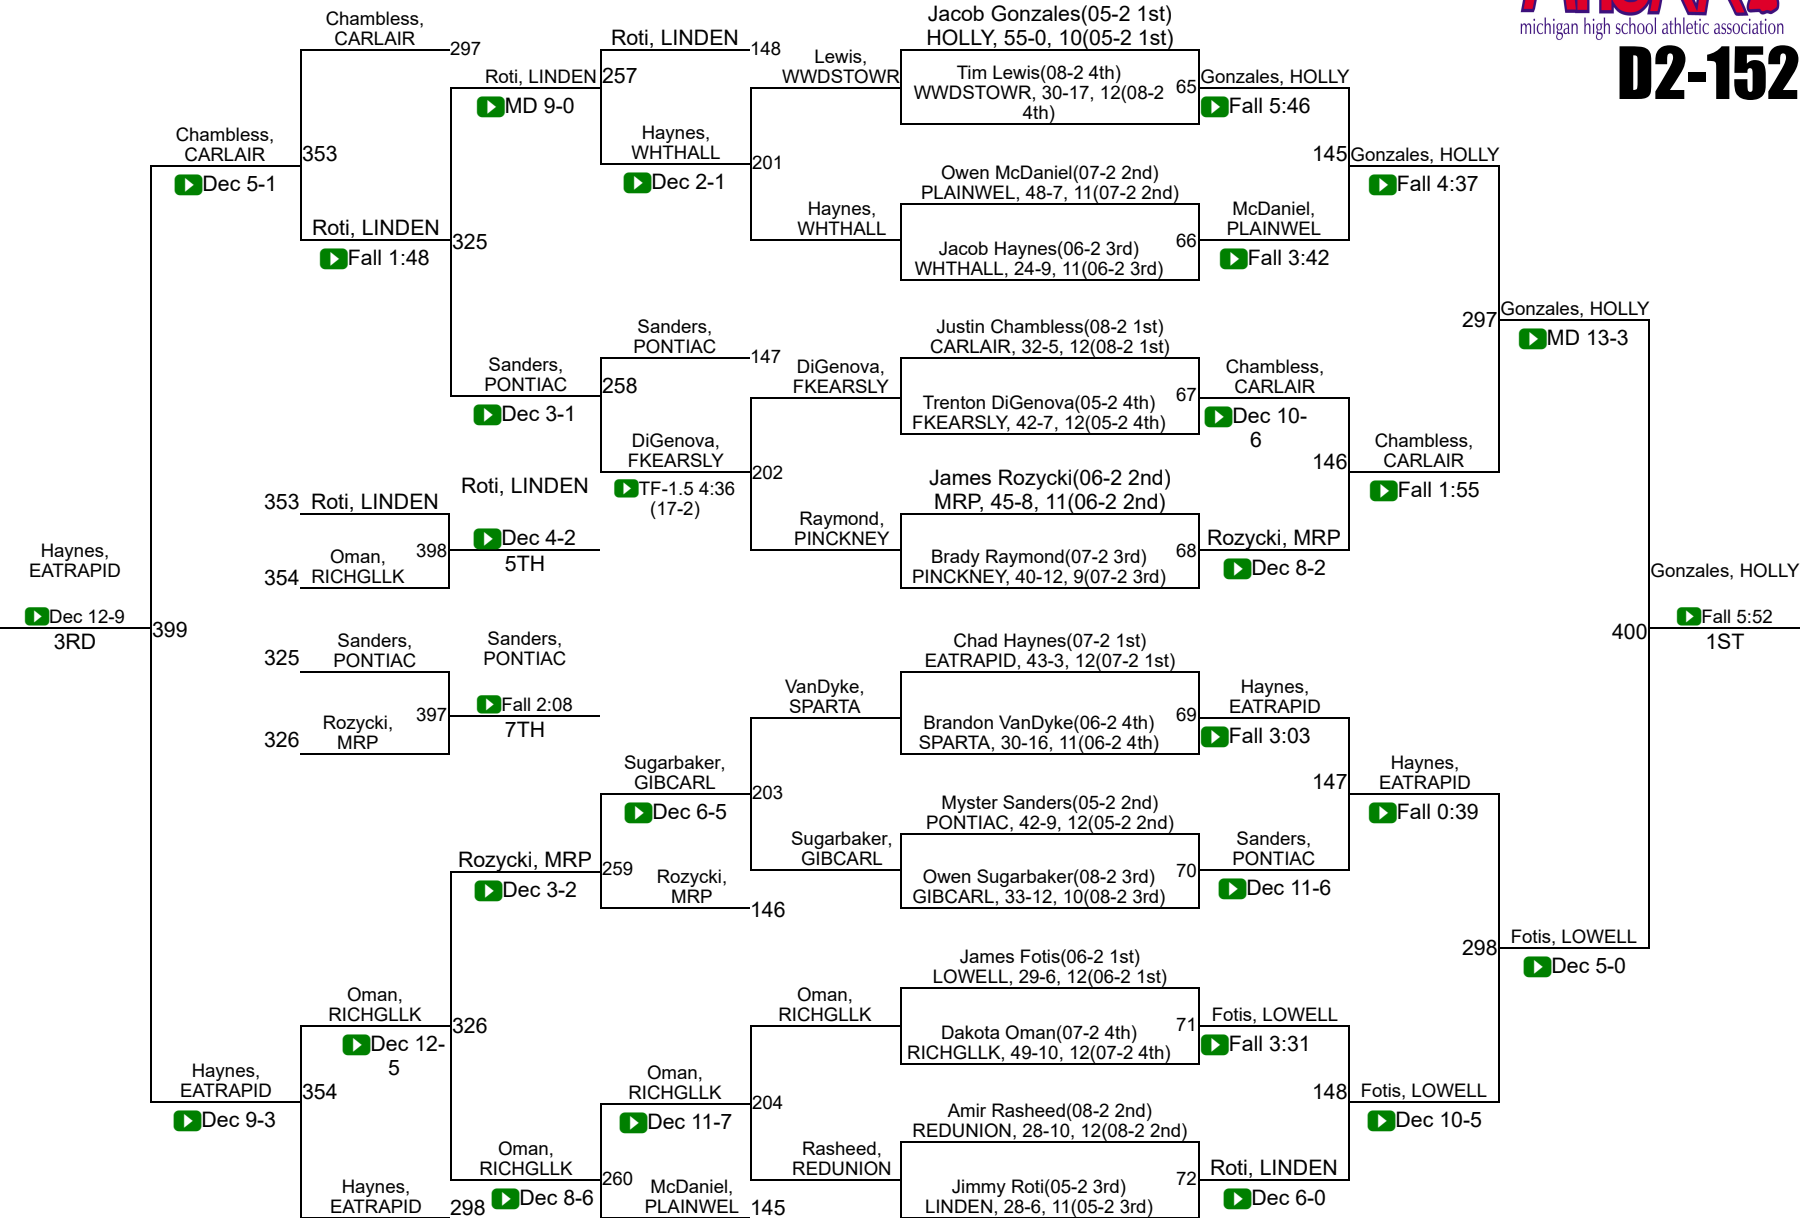 michigan high school athletic association
D2-152
Chambless,
CARLAIR
297
Chambless,
CARLAIR
Dec 5-1
353
Roti, LINDEN
Fall 1:48
Roti, LINDEN
MD 9-0
325
Sanders,
PONTIAC
Dec 3-1
Roti, LINDEN
148
257
Haynes,
WHTHALL
Dec 2-1
201
Sanders,
PONTIAC
147
258
DiGenova,
FKEARSLY
TF-1.5 4:36
(17-2)
202
Lewis,
WWDSTOWR
Haynes,
WHTHALL
DiGenova,
FKEARSLY
Raymond,
PINCKNEY
Jacob Gonzales(05-2 1st)
HOLLY, 55-0, 10(05-2 1st)
Tim Lewis(08-2 4th)
WWDSTOWR, 30-17, 12(08-2
4th)
65
Gonzales, HOLLY
Fall 5:46
Owen McDaniel(07-2 2nd)
PLAINWEL, 48-7, 11(07-2 2nd)
Jacob Haynes(06-2 3rd)
WHTHALL, 24-9, 11(06-2 3rd)
66
McDaniel,
PLAINWEL
Fall 3:42
145
Gonzales, HOLLY
Fall 4:37
Justin Chambless(08-2 1st)
CARLAIR, 32-5, 12(08-2 1st)
Trenton DiGenova(05-2 4th)
FKEARSLY, 42-7, 12(05-2 4th)
67
Chambless,
CARLAIR
Dec 10-
6
James Rozycki(06-2 2nd)
MRP, 45-8, 11(06-2 2nd)
Brady Raymond(07-2 3rd)
PINCKNEY, 40-12, 9(07-2 3rd)
68
Rozycki, MRP
Dec 8-2
146
Chambless,
CARLAIR
Fall 1:55
297
Gonzales, HOLLY
MD 13-3
353
Roti, LINDEN
354
Oman,
RICHGLLK
398
Roti, LINDEN
Dec 4-2
5TH
Haynes,
EATRAPID
Dec 12-9
3RD
399
325
Sanders,
PONTIAC
326
Rozycki,
MRP
397
Sanders,
PONTIAC
Fall 2:08
7TH
Gonzales, HOLLY
Fall 5:52
1ST
400
Chad Haynes(07-2 1st)
EATRAPID, 43-3, 12(07-2 1st)
Brandon VanDyke(06-2 4th)
SPARTA, 30-16, 11(06-2 4th)
69
Haynes,
EATRAPID
Fall 3:03
Myster Sanders(05-2 2nd)
PONTIAC, 42-9, 12(05-2 2nd)
Owen Sugarbaker(08-2 3rd)
GIBCARL, 33-12, 10(08-2 3rd)
70
Sanders,
PONTIAC
Dec 11-6
147
Haynes,
EATRAPID
Fall 0:39
VanDyke,
SPARTA
Sugarbaker,
GIBCARL
203
Sugarbaker,
GIBCARL
Dec 6-5
259
Rozycki,
MRP
146
Rozycki, MRP
Dec 3-2
326
Oman,
RICHGLLK
Dec 12-
5
354
Haynes,
EATRAPID
Dec 9-3
Haynes,
EATRAPID
298
Oman,
RICHGLLK
Dec 8-6
260
Oman,
RICHGLLK
Dec 11-7
204
McDaniel,
PLAINWEL
145
Oman,
RICHGLLK
Rasheed,
REDUNION
James Fotis(06-2 1st)
LOWELL, 29-6, 12(06-2 1st)
Dakota Oman(07-2 4th)
RICHGLLK, 49-10, 12(07-2 4th)
71
Fotis, LOWELL
Fall 3:31
Amir Rasheed(08-2 2nd)
REDUNION, 28-10, 12(08-2 2nd)
Jimmy Roti(05-2 3rd)
LINDEN, 28-6, 11(05-2 3rd)
72
Roti, LINDEN
Dec 6-0
148
Fotis, LOWELL
Dec 10-5
298
Fotis, LOWELL
Dec 5-0